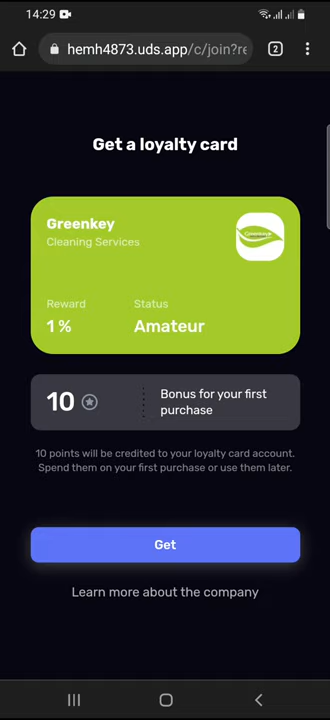 14:29
hemh4873.uds.app/c/join?re
2
Get a loyalty card
Greenkey
Cleaning Services
Greenkey
Reward
Status
1 %
Amateur
10
Bonus for your first
purchase
10 points will be credited to your loyalty card account.
Spend them on your first purchase or use them later.
Get
Learn more about the company